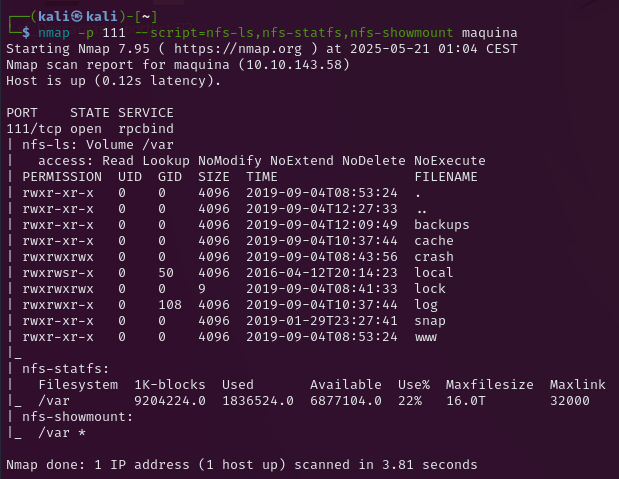 ┌──(kali㉿kali)-[~]
└─$ nmap -p 111 --script=nfs-ls,nfs-statfs,nfs-showmount maquina
Starting Nmap 7.95 ( https://nmap.org ) at 2025-05-21 01:04 CEST
Nmap scan report for maquina (10.10.143.58)
Host is up (0.12s latency).

PORT    STATE SERVICE
111/tcp open  rpcbind
| nfs-ls: Volume /var
|   access: Read Lookup NoModify NoExtend NoDelete NoExecute
| PERMISSION  UID  GID  SIZE  TIME                 FILENAME
| rwxr-xr-x   0    0    4096  2019-09-04T08:53:24  .
| rwxr-xr-x   0    0    4096  2019-09-04T12:27:33  ..
| rwxr-xr-x   0    0    4096  2019-09-04T12:09:49  backups
| rwxr-xr-x   0    0    4096  2019-09-04T10:37:44  cache
| rwxrwxrwx   0    0    4096  2019-09-04T08:43:56  crash
| rwxrwsr-x   0    50   4096  2016-04-12T20:14:23  local
| rwxrwxrwx   0    0    9     2019-09-04T08:41:33  lock
| rwxrwxr-x   0    108  4096  2019-09-04T10:37:44  log
| rwxr-xr-x   0    0    4096  2019-01-29T23:27:41  snap
| rwxr-xr-x   0    0    4096  2019-09-04T08:53:24  www
|_
| nfs-statfs:
|   Filesystem  1K-blocks  Used       Available  Use%  Maxfilesize  Maxlink
|_  /var        9204224.0  1836524.0  6877104.0  22%   16.0T        32000
| nfs-showmount:
|_  /var *

Nmap done: 1 IP address (1 host up) scanned in 3.81 seconds